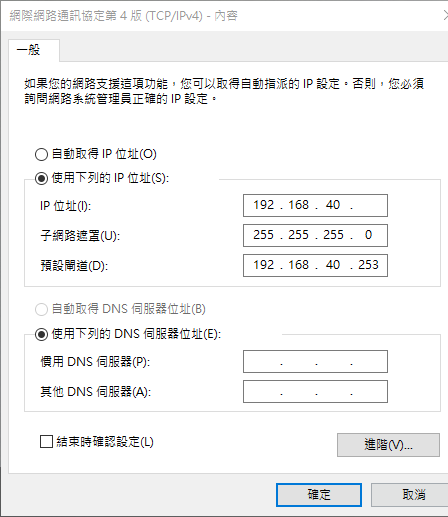 網際網路通訊協定第 4 版 (TCP/IPv4) - 內容
一般
如果您的網路支援這項功能，您可以取得自動指派的 IP 設定。否則，您必須
詢問網路系統管理員正確的 IP 設定。
自動取得 IP 位址(O)
使用下列的 IP 位址(S):
IP 位址(I): 192 . 168 . 40 .
子網路遮罩(U): 255 . 255 . 255 . 0
預設閘道(D): 192 . 168 . 40 . 253
自動取得 DNS 伺服器位址(B)
使用下列的 DNS 伺服器位址(E):
慣用 DNS 伺服器(P): . . .
其他 DNS 伺服器(A): . . .
結束時確認設定(L)
進階(V)...
確定 取消